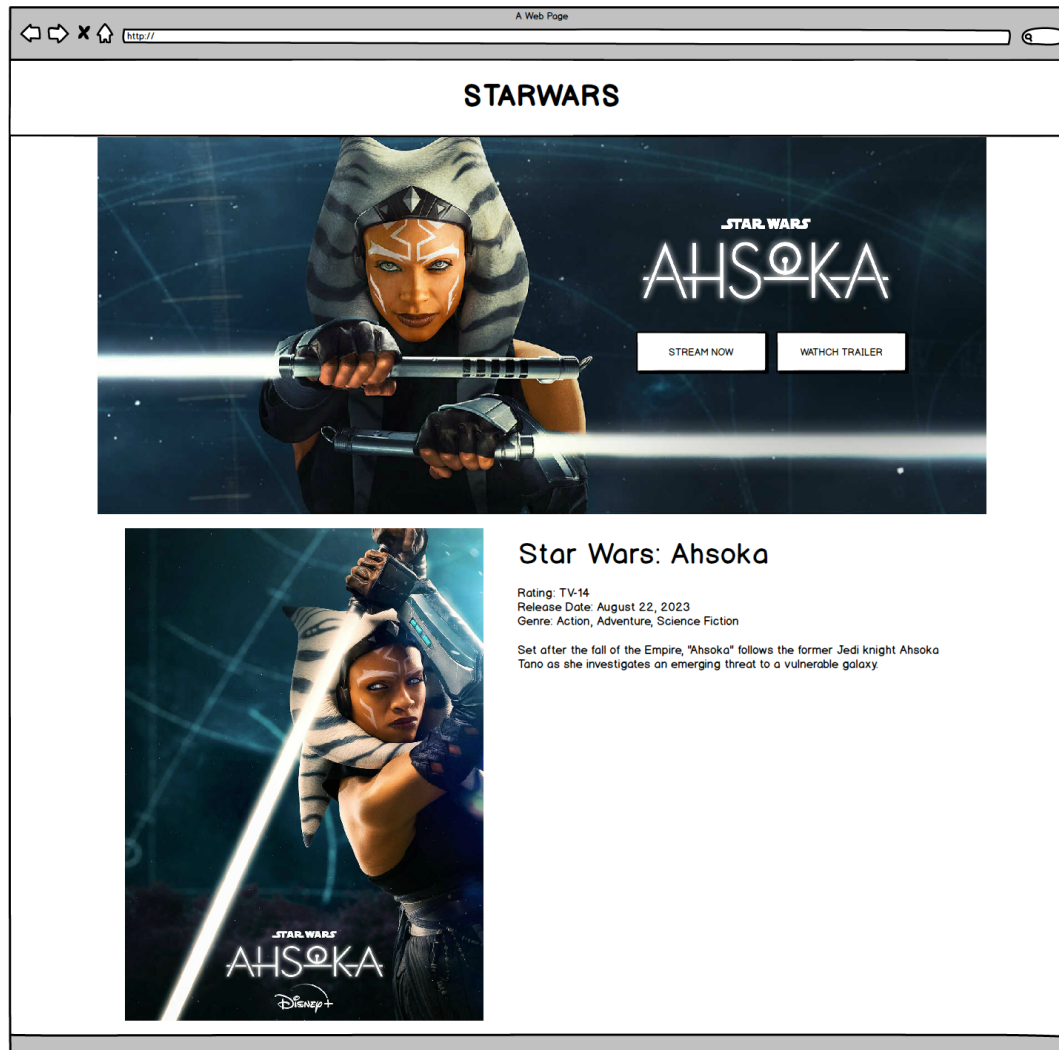 A Web Page
http://
STARWARS
STAR WARS
AHSOKA
STREAM NOW
WATHCH TRAILER
Star Wars: Ahsoka
Rating: TV-14
Release Date: August 22, 2023
Genre: Action, Adventure, Science Fiction
Set after the fall of the Empire, "Ahsoka" follows the former Jedi knight Ahsoka
Tano as she investigates an emerging threat to a vulnerable galaxy.
STAR WARS
AHSOKA
Disney+